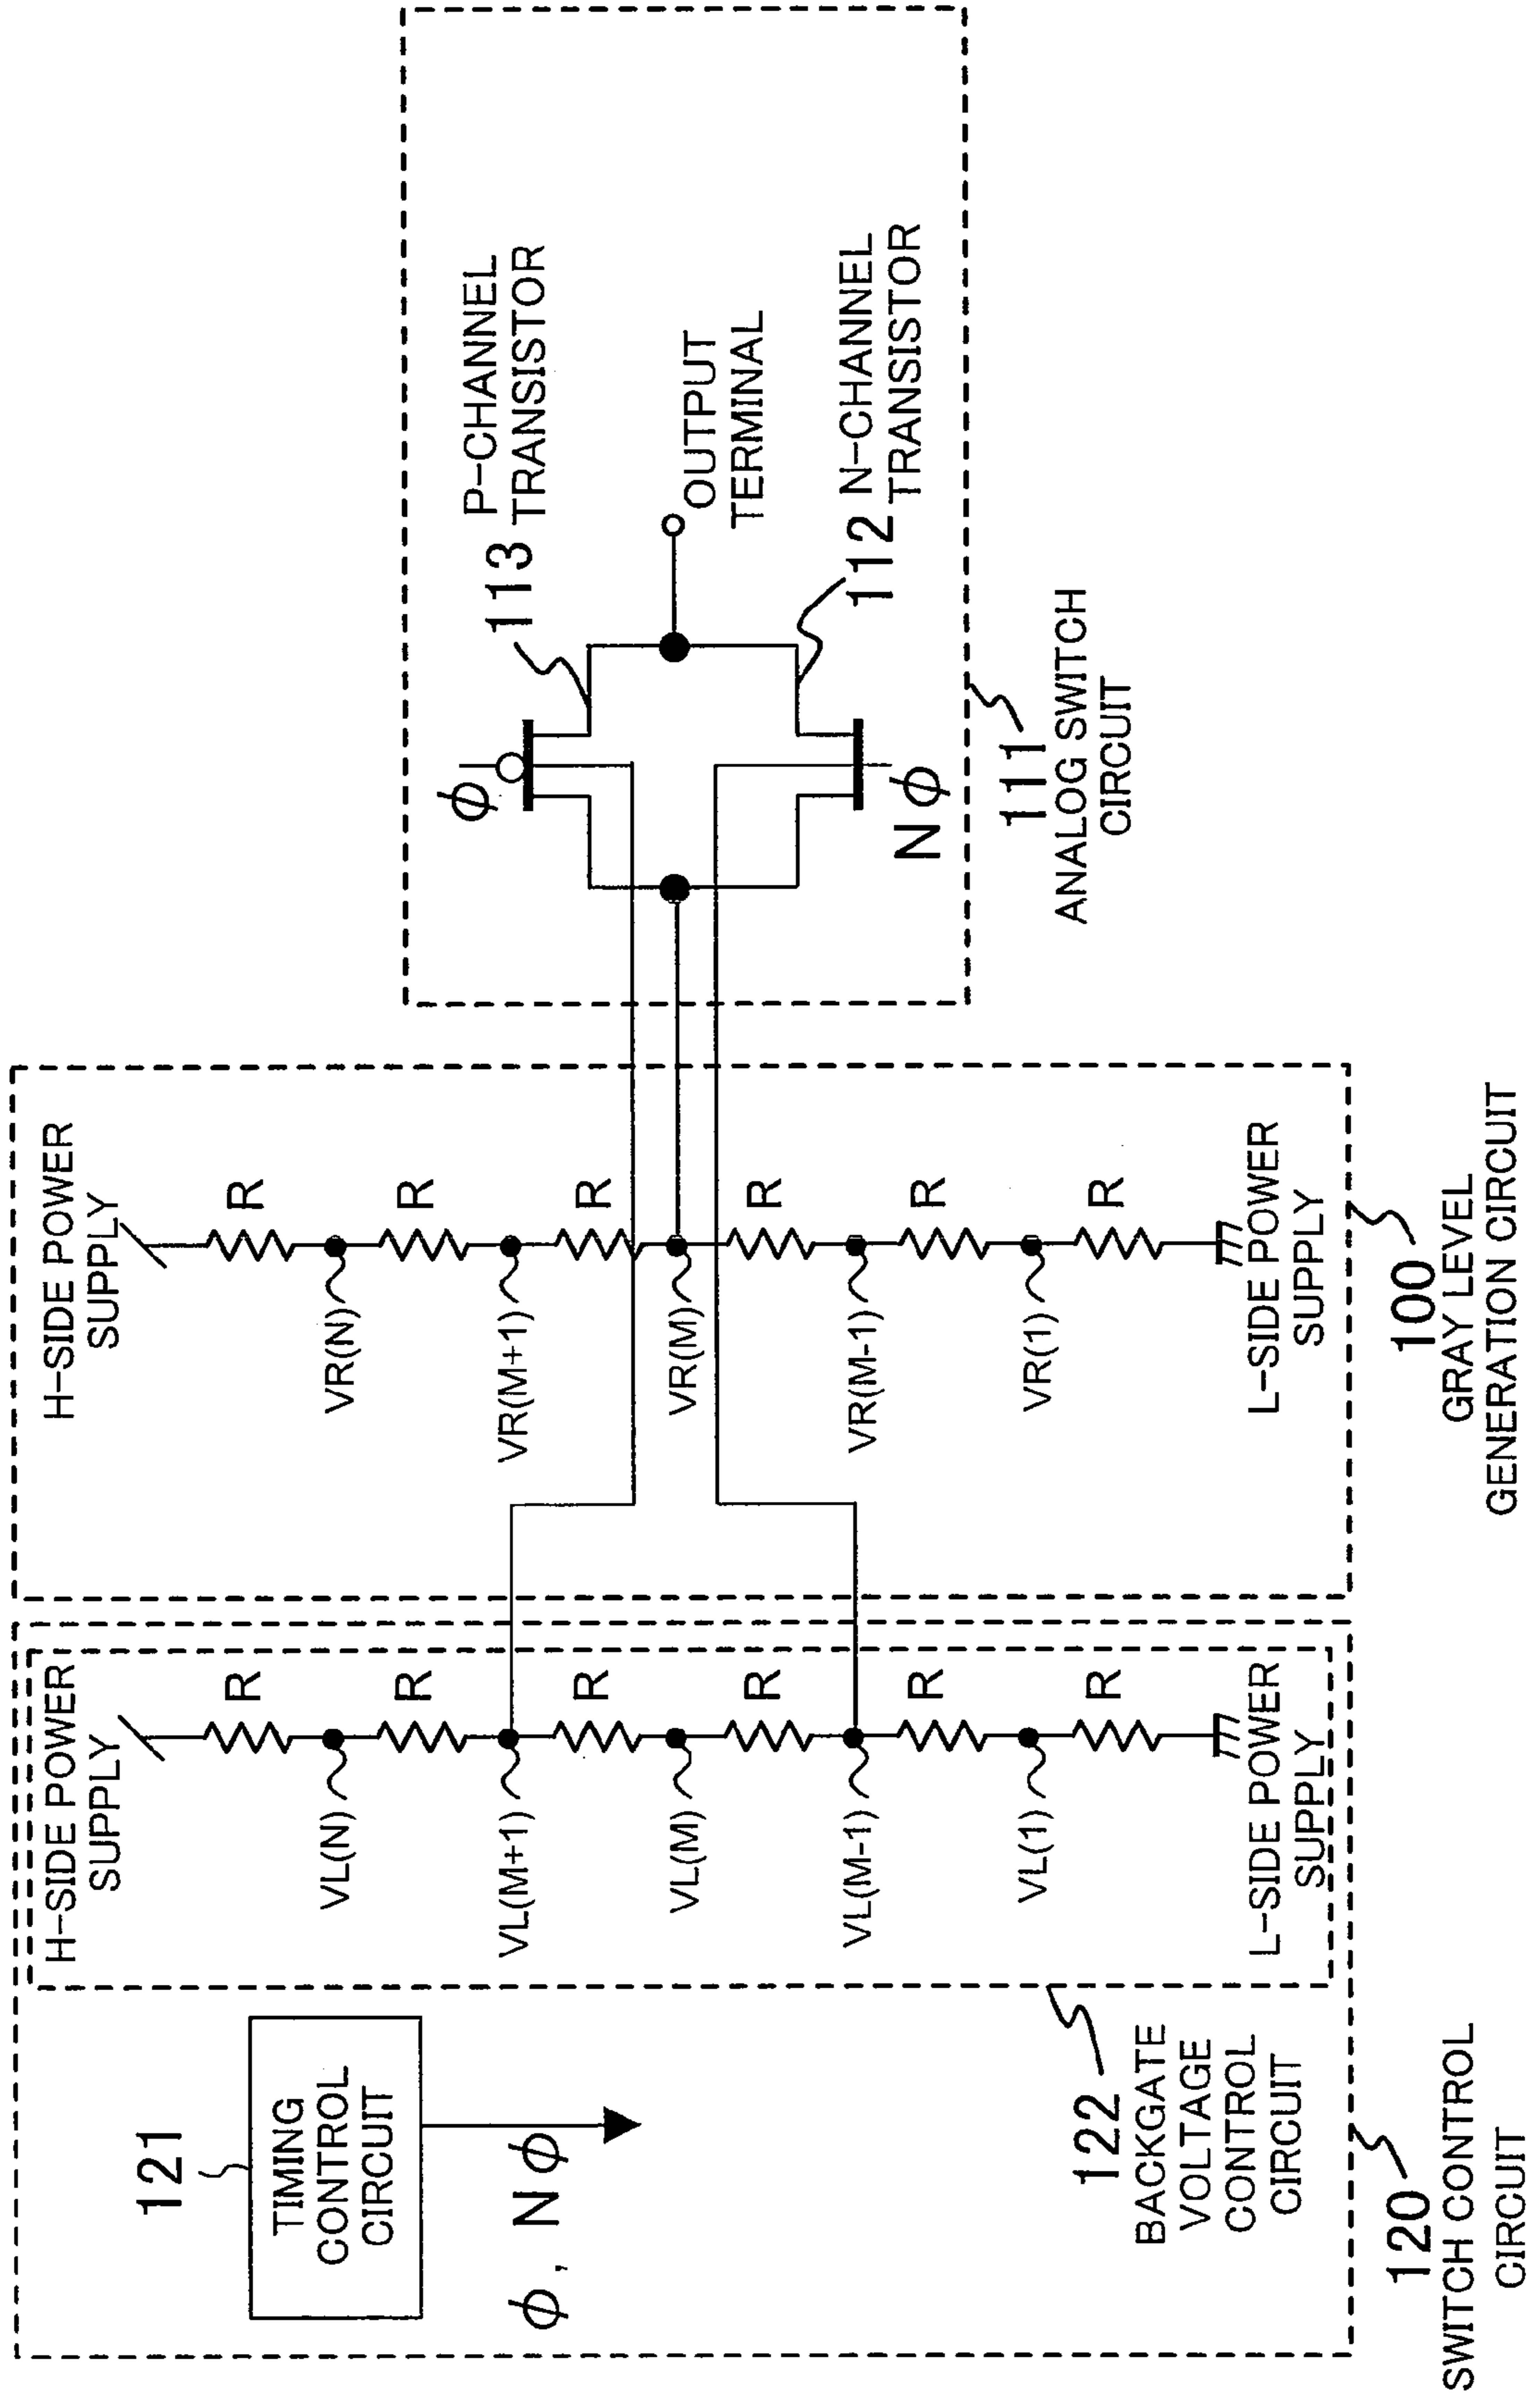 121
TIMING
CONTROL
CIRCUIT
ϕ, Nϕ
122
BACKGATE
VOLTAGE
CONTROL
CIRCUIT
120
SWITCH CONTROL
CIRCUIT
H-SIDE POWER
SUPPLY
R
VL(N)
R
VL(M+1)
R
VL(M)
R
VL(M-1)
R
VL(1)
R
L-SIDE POWER
SUPPLY
H-SIDE POWER
SUPPLY
R
VR(N)
R
VR(M+1)
R
VR(M)
R
VR(M-1)
R
VR(1)
R
L-SIDE POWER
SUPPLY
100
GRAY LEVEL
GENERATION CIRCUIT
ϕ
113
P-CHANNEL
TRANSISTOR
OUTPUT
TERMINAL
112
N-CHANNEL
TRANSISTOR
Nϕ
111
ANALOG SWITCH
CIRCUIT